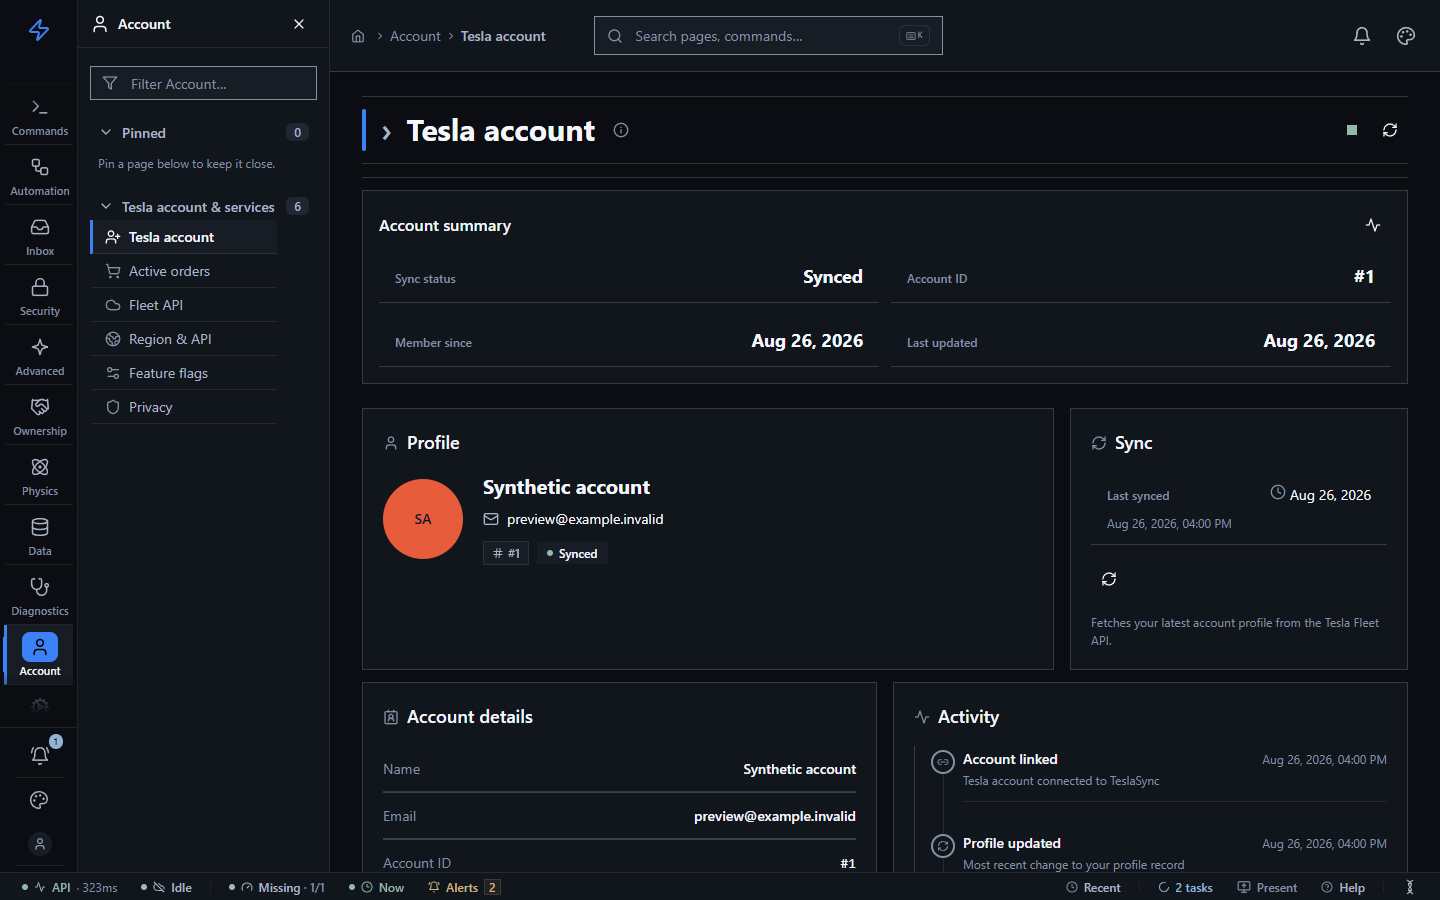 Commands
Automation
Inbox
Security
Advanced
Ownership
Physics
Data
Diagnostics
Account
1
Account
Filter Account...
Pinned 0
Pin a page below to keep it close.
Tesla account & services 6
Tesla account
Active orders
Fleet API
Region & API
Feature flags
Privacy
Account
Tesla account
Search pages, commands...
K
Tesla account
Account summary
Sync status Synced
Account ID #1
Member since Aug 26, 2026
Last updated Aug 26, 2026
Profile
SA
Synthetic account
preview@example.invalid
#1
Synced
Sync
Last synced Aug 26, 2026
Aug 26, 2026, 04:00 PM
Fetches your latest account profile from the Tesla Fleet
API.
Account details
Name Synthetic account
Email preview@example.invalid
Account ID #1
Activity
Account linked Aug 26, 2026, 04:00 PM
Tesla account connected to TeslaSync
Profile updated Aug 26, 2026, 04:00 PM
Most recent change to your profile record
API · 323ms Idle Missing · 1/1 Now Alerts 2 Recent 2 tasks Present Help